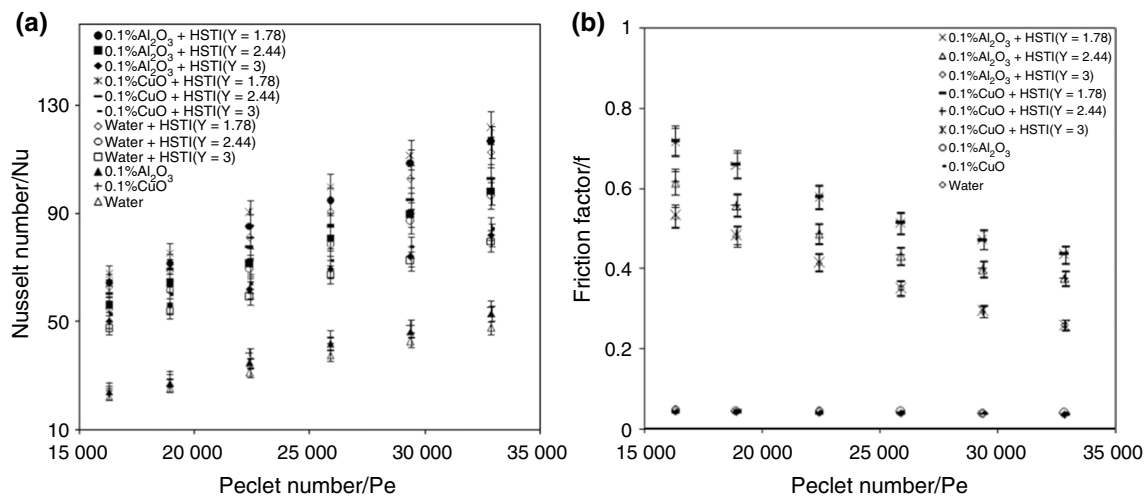 (a)
0.1%Al₂O₃ + HSTI(Y = 1.78)
0.1%Al₂O₃ + HSTI(Y = 2.44)
0.1%Al₂O₃ + HSTI(Y = 3)
0.1%CuO + HSTI(Y = 1.78)
0.1%CuO + HSTI(Y = 2.44)
0.1%CuO + HSTI(Y = 3)
Water + HSTI(Y = 1.78)
Water + HSTI(Y = 2.44)
Water + HSTI(Y = 3)
0.1%Al₂O₃
0.1%CuO
Water
Nusselt number/Nu
130
90
50
10
15 000 20 000 25 000 30 000 35 000
Peclet number/Pe
(b)
0.1%Al₂O₃ + HSTI(Y = 1.78)
0.1%Al₂O₃ + HSTI(Y = 2.44)
0.1%Al₂O₃ + HSTI(Y = 3)
0.1%CuO + HSTI(Y = 1.78)
0.1%CuO + HSTI(Y = 2.44)
0.1%CuO + HSTI(Y = 3)
0.1%Al₂O₃
0.1%CuO
Water
Friction factor/f
1
0.8
0.6
0.4
0.2
0
15 000 20 000 25 000 30 000 35 000
Peclet number/Pe